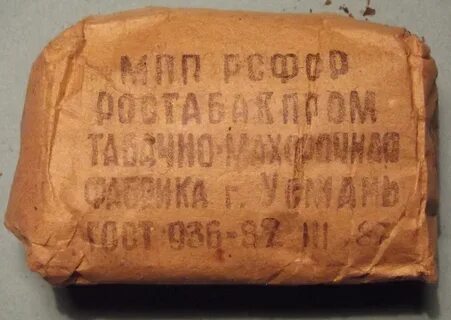 МПП РСФСР
РОСТАБАКПРОМ
ТАБАЧНО-МАХОРОЧНАЯ
ФАБРИКА г. УСМАНЬ
ГОСТ 936-82 III .87